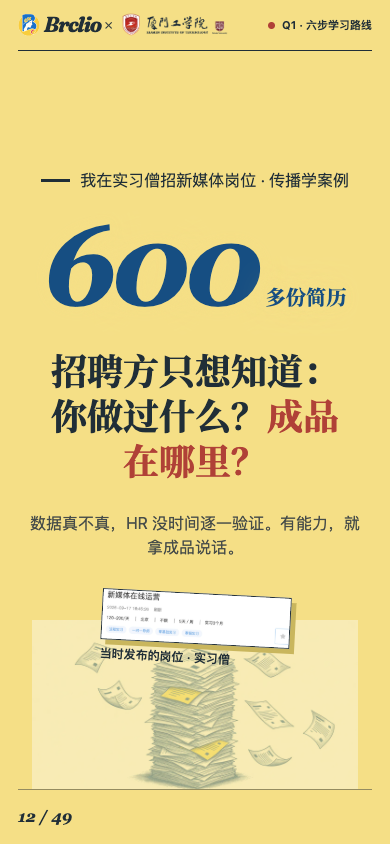 Brclio × 厦门工学院
Q1 · 六步学习路线
我在实习僧招新媒体岗位 · 传播学案例
600 多份简历
招聘方只想知道：
你做过什么？成品
在哪里？
数据真不真，HR 没时间逐一验证。有能力，就
拿成品说话。
新媒体在线运营
当时发布的岗位 · 实习僧
12 / 49